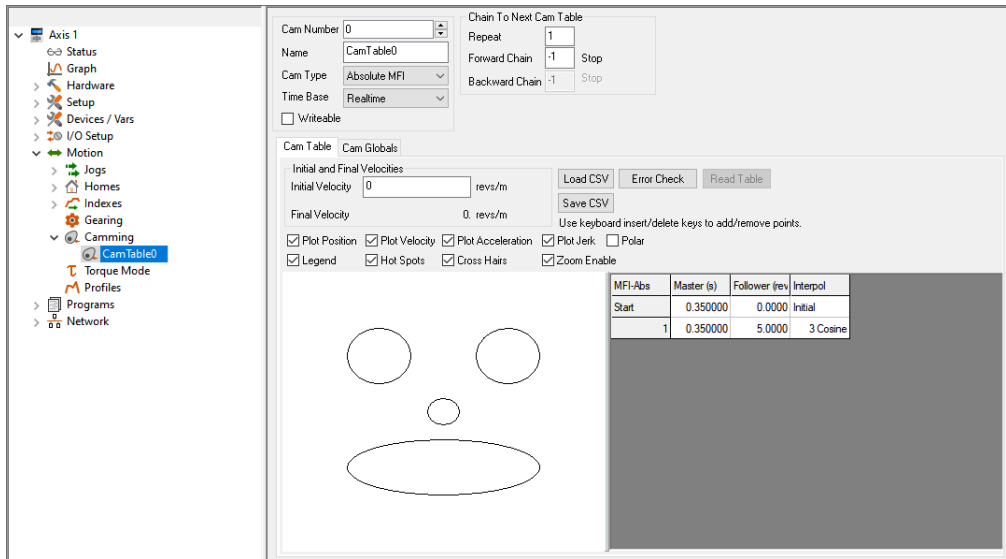 Axis 1
Status
Graph
Hardware
Setup
Devices / Vars
I/O Setup
Motion
Jogs
Homes
Indexes
Gearing
Camming
CamTable0
Torque Mode
Profiles
Programs
Network
Cam Number 0
Name CamTable0
Cam Type Absolute MFI
Time Base Realtime
Writeable
Chain To Next Cam Table
Repeat 1
Forward Chain -1 Stop
Backward Chain -1 Stop
Cam Table Cam Globals
Initial and Final Velocities
Initial Velocity 0 revs/m
Final Velocity 0. revs/m
Load CSV Error Check Read Table
Save CSV
Use keyboard insert/delete keys to add/remove points.
Plot Position Plot Velocity Plot Acceleration Plot Jerk Polar
Legend Hot Spots Cross Hairs Zoom Enable
MFI-Abs Master (s) Follower (rev Interpol
Start 0.350000 0.0000 Initial
1 0.350000 5.0000 3 Cosine